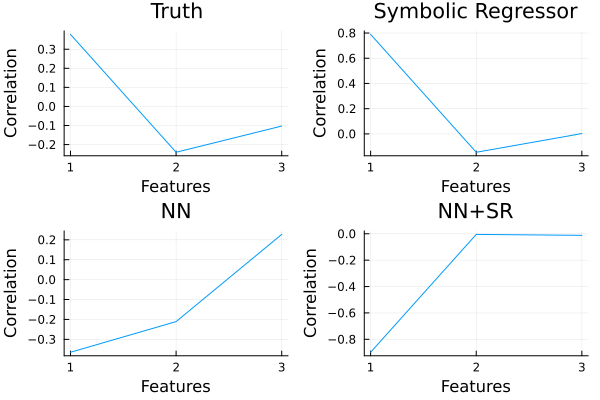 Truth
Correlation
0.3
0.2
0.1
0.0
−0.1
−0.2
1
2
3
Features
Symbolic Regressor
Correlation
0.8
0.6
0.4
0.2
0.0
1
2
3
Features
NN
Correlation
0.2
0.1
0.0
−0.1
−0.2
−0.3
1
2
3
Features
NN+SR
Correlation
0.0
−0.2
−0.4
−0.6
−0.8
1
2
3
Features